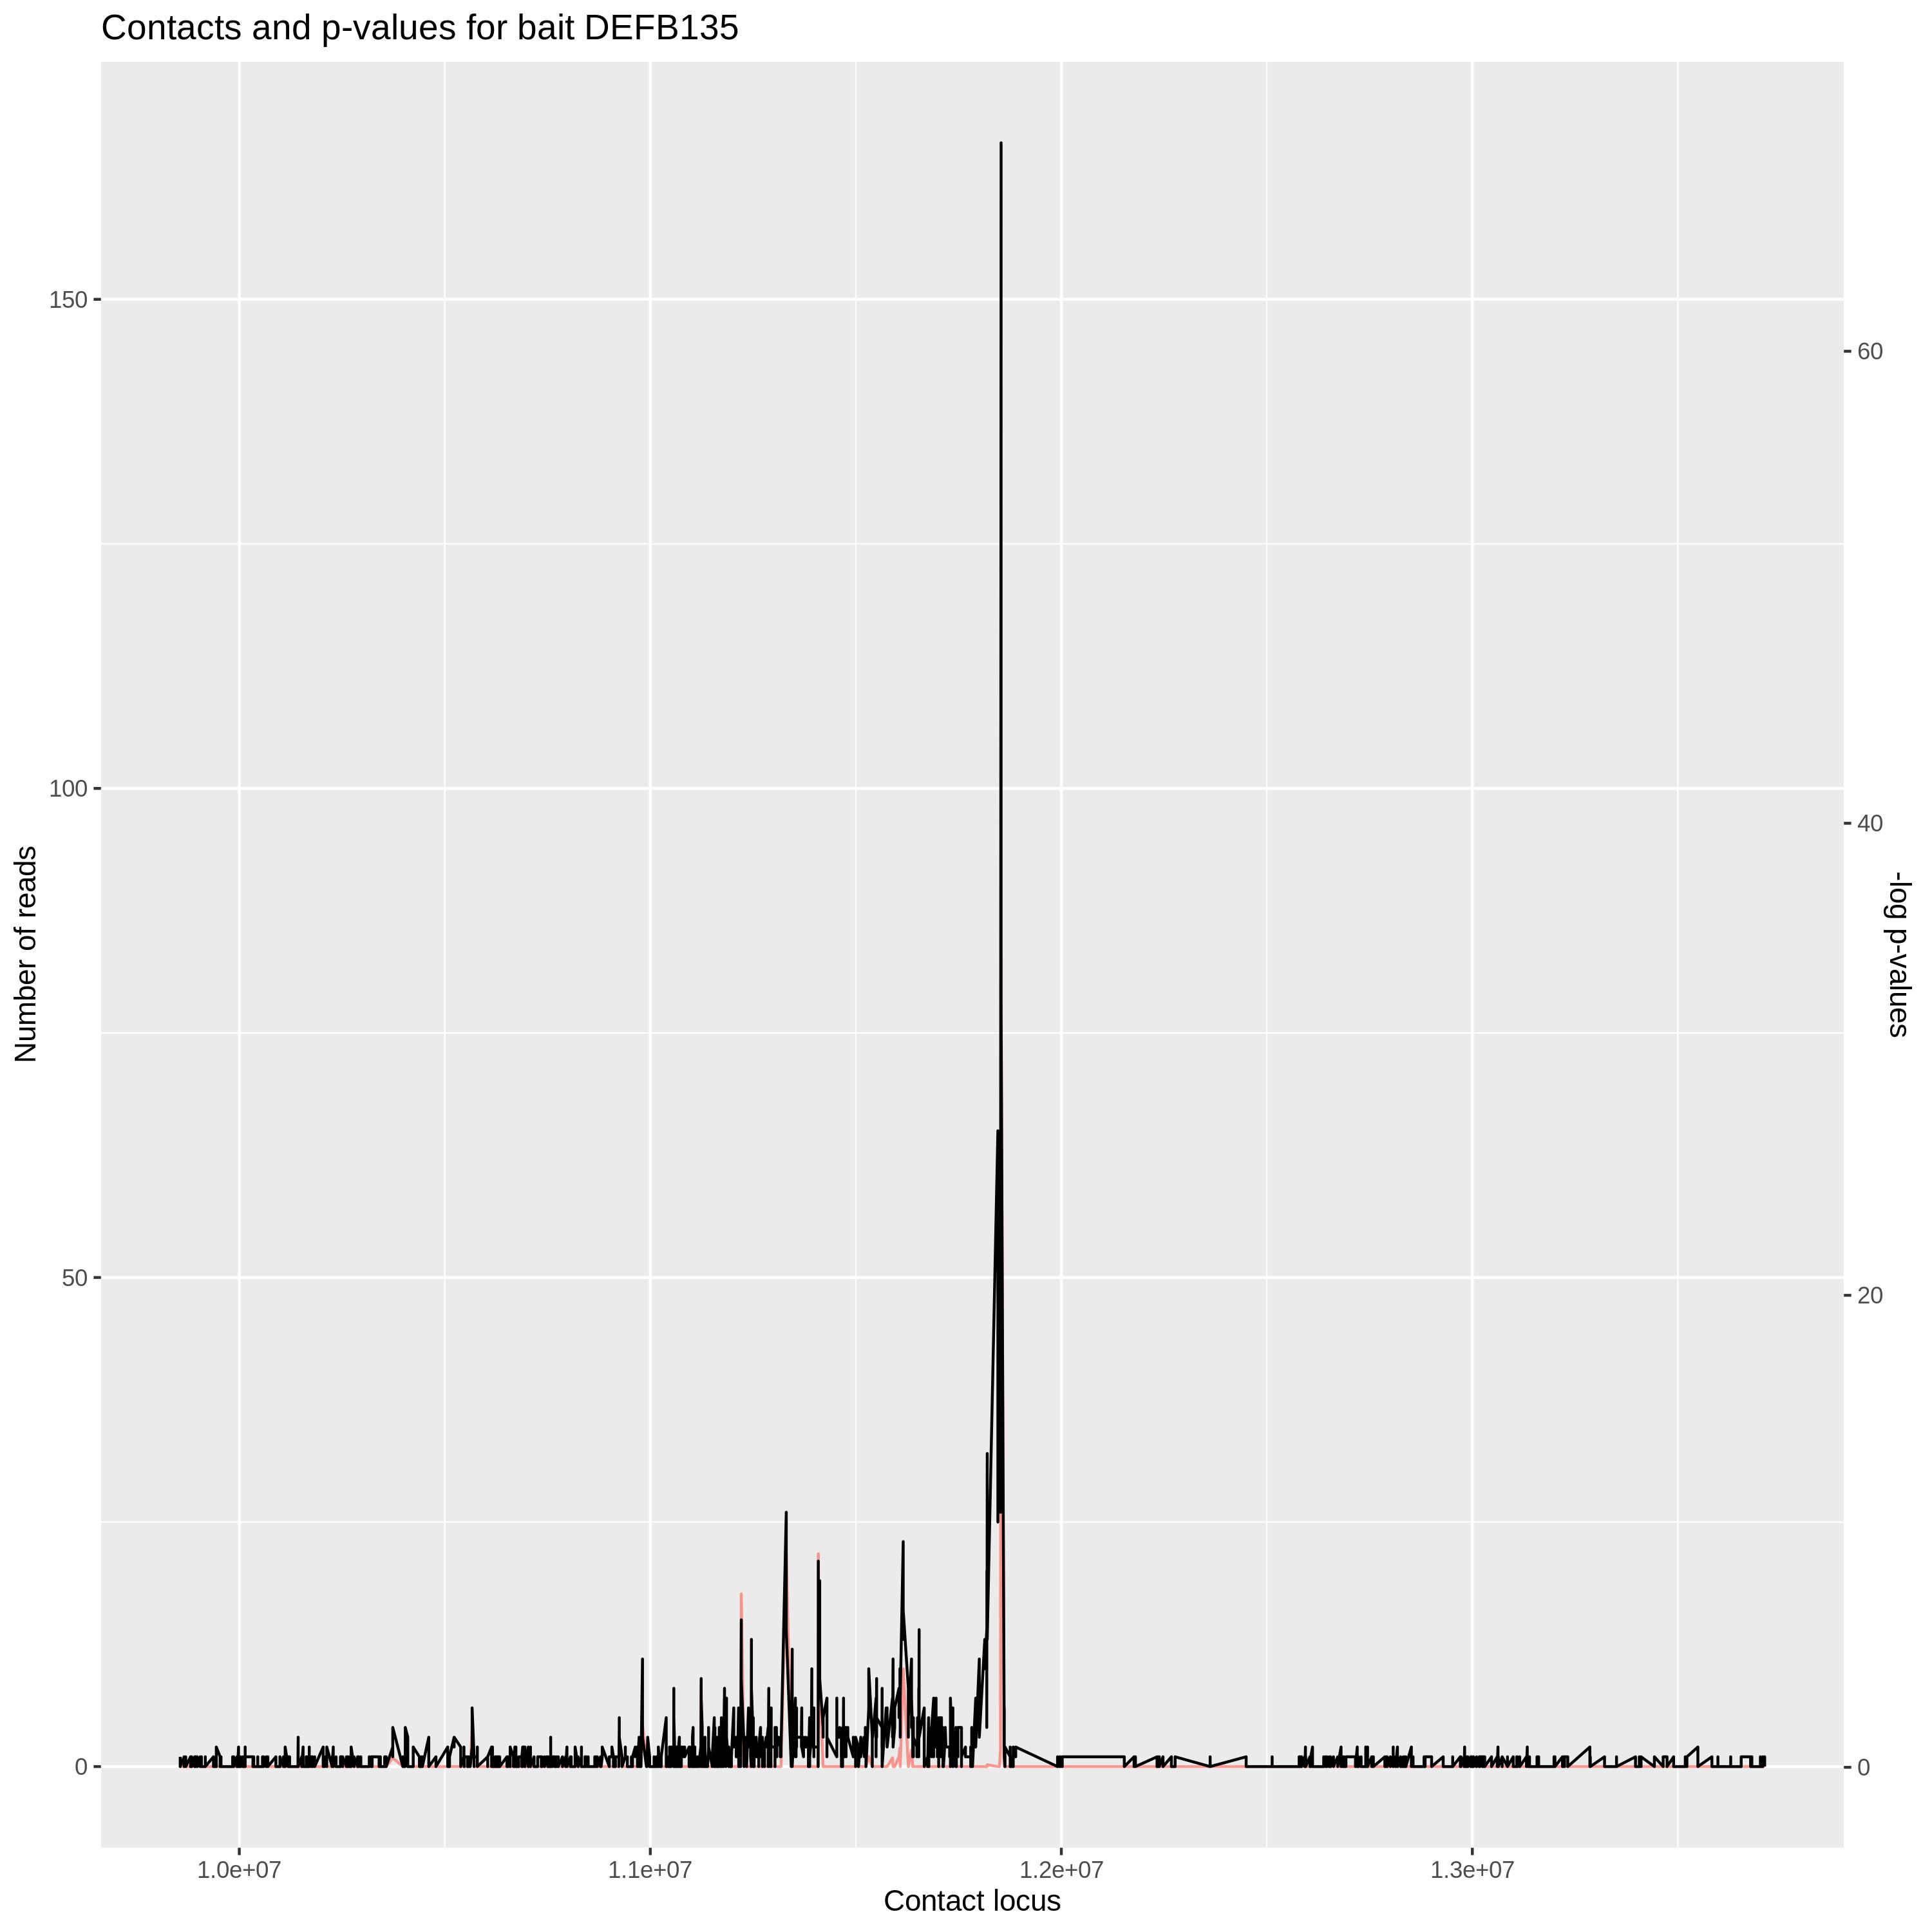 Contacts and p-values for bait DEFB135
150
100
50
0
Number of reads
60
40
20
0
-log p-values
1.0e+07
1.1e+07
1.2e+07
1.3e+07
Contact locus